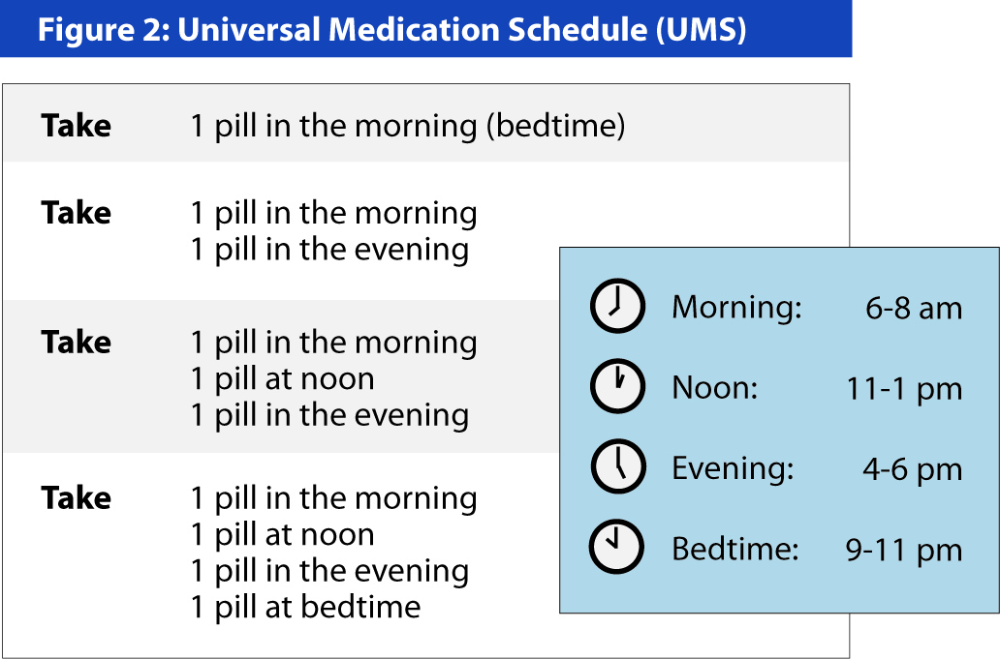 Figure 2: Universal Medication Schedule (UMS)
Take 1 pill in the morning (bedtime)
Take 1 pill in the morning
1 pill in the evening
Take 1 pill in the morning
1 pill at noon
1 pill in the evening
Take 1 pill in the morning
1 pill at noon
1 pill in the evening
1 pill at bedtime
Morning: 6-8 am
Noon: 11-1 pm
Evening: 4-6 pm
Bedtime: 9-11 pm